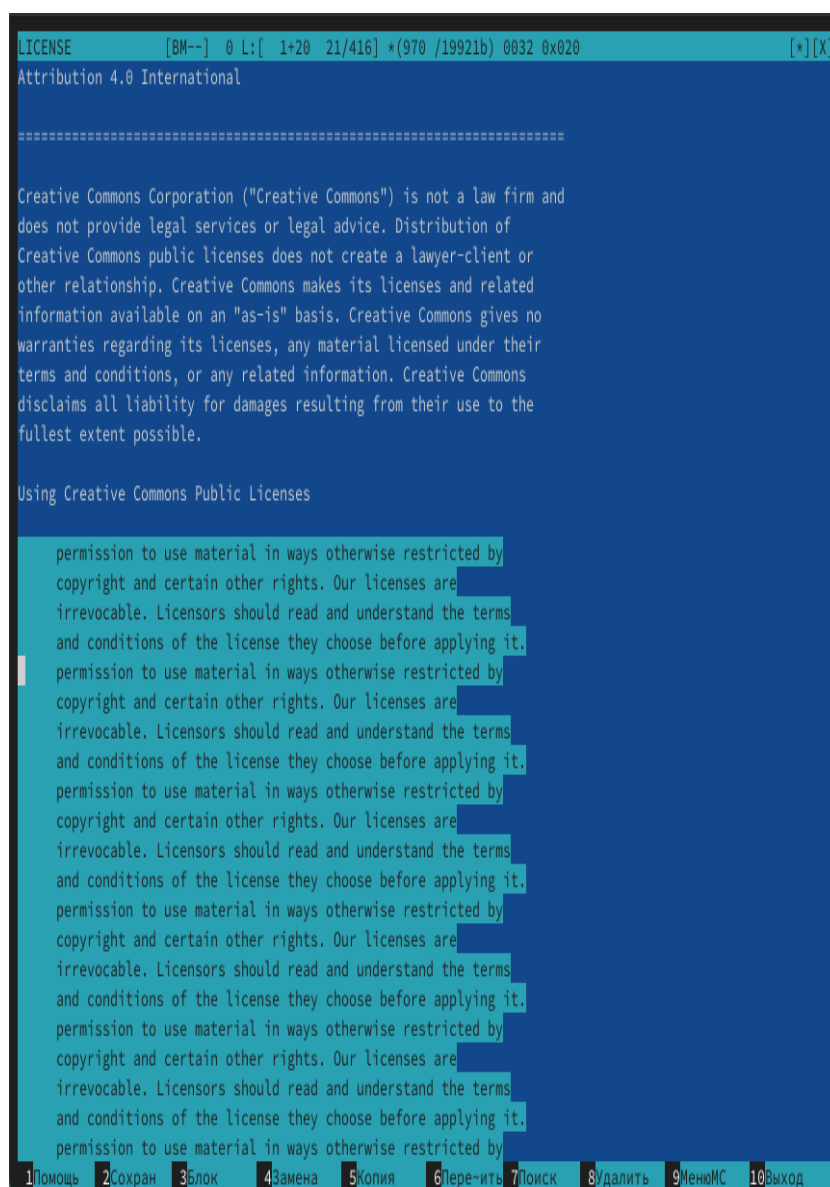 LICENSE [BM--] 0 L:[ 1+20 21/416] *(970 /19921b) 0032 0x020 [*][X]
Attribution 4.0 International
=======================================================================
Creative Commons Corporation ("Creative Commons") is not a law firm and
does not provide legal services or legal advice. Distribution of
Creative Commons public licenses does not create a lawyer-client or
other relationship. Creative Commons makes its licenses and related
information available on an "as-is" basis. Creative Commons gives no
warranties regarding its licenses, any material licensed under their
terms and conditions, or any related information. Creative Commons
disclaims all liability for damages resulting from their use to the
fullest extent possible.
Using Creative Commons Public Licenses
permission to use material in ways otherwise restricted by
copyright and certain other rights. Our licenses are
irrevocable. Licensors should read and understand the terms
and conditions of the license they choose before applying it.
permission to use material in ways otherwise restricted by
copyright and certain other rights. Our licenses are
irrevocable. Licensors should read and understand the terms
and conditions of the license they choose before applying it.
permission to use material in ways otherwise restricted by
copyright and certain other rights. Our licenses are
irrevocable. Licensors should read and understand the terms
and conditions of the license they choose before applying it.
permission to use material in ways otherwise restricted by
copyright and certain other rights. Our licenses are
irrevocable. Licensors should read and understand the terms
and conditions of the license they choose before applying it.
permission to use material in ways otherwise restricted by
copyright and certain other rights. Our licenses are
irrevocable. Licensors should read and understand the terms
and conditions of the license they choose before applying it.
permission to use material in ways otherwise restricted by
1Помощь 2Сохран 3Блок 4Замена 5Копия 6Пере~ить 7Поиск 8Удалить 9МенюMC 10Выход